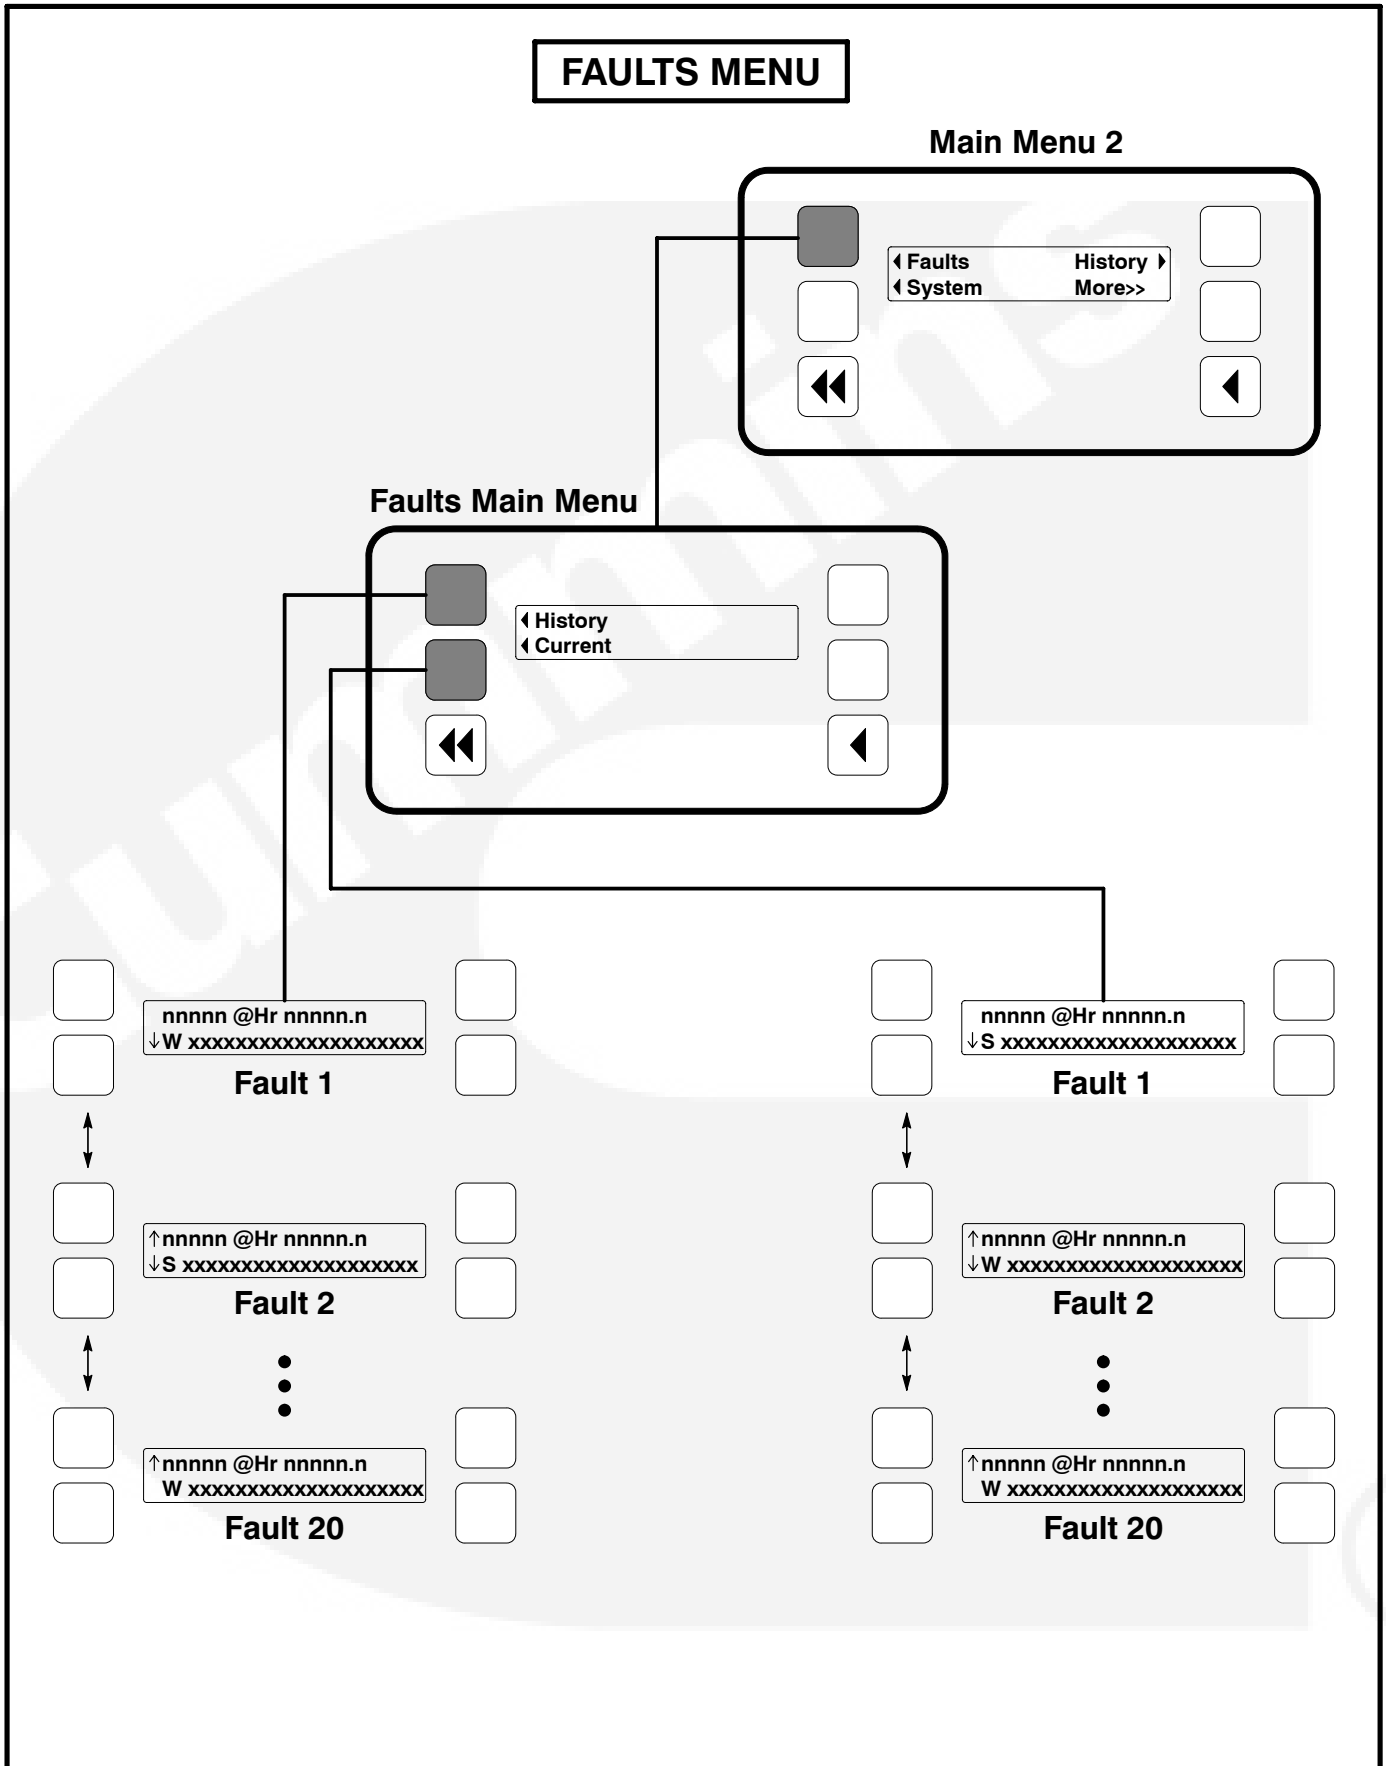 FAULTS MENU
Main Menu 2
Faults History
System More>>
Faults Main Menu
History
Current
nnnnn @Hr nnnnn.n
↓W xxxxxxxxxxxxxxxxxxxx
Fault 1
nnnnn @Hr nnnnn.n
↓S xxxxxxxxxxxxxxxxxxxx
Fault 1
↑nnnnn @Hr nnnnn.n
↓S xxxxxxxxxxxxxxxxxxxx
Fault 2
↑nnnnn @Hr nnnnn.n
↓W xxxxxxxxxxxxxxxxxxxx
Fault 2
↑nnnnn @Hr nnnnn.n
W xxxxxxxxxxxxxxxxxxxx
Fault 20
↑nnnnn @Hr nnnnn.n
W xxxxxxxxxxxxxxxxxxxx
Fault 20
Cummins